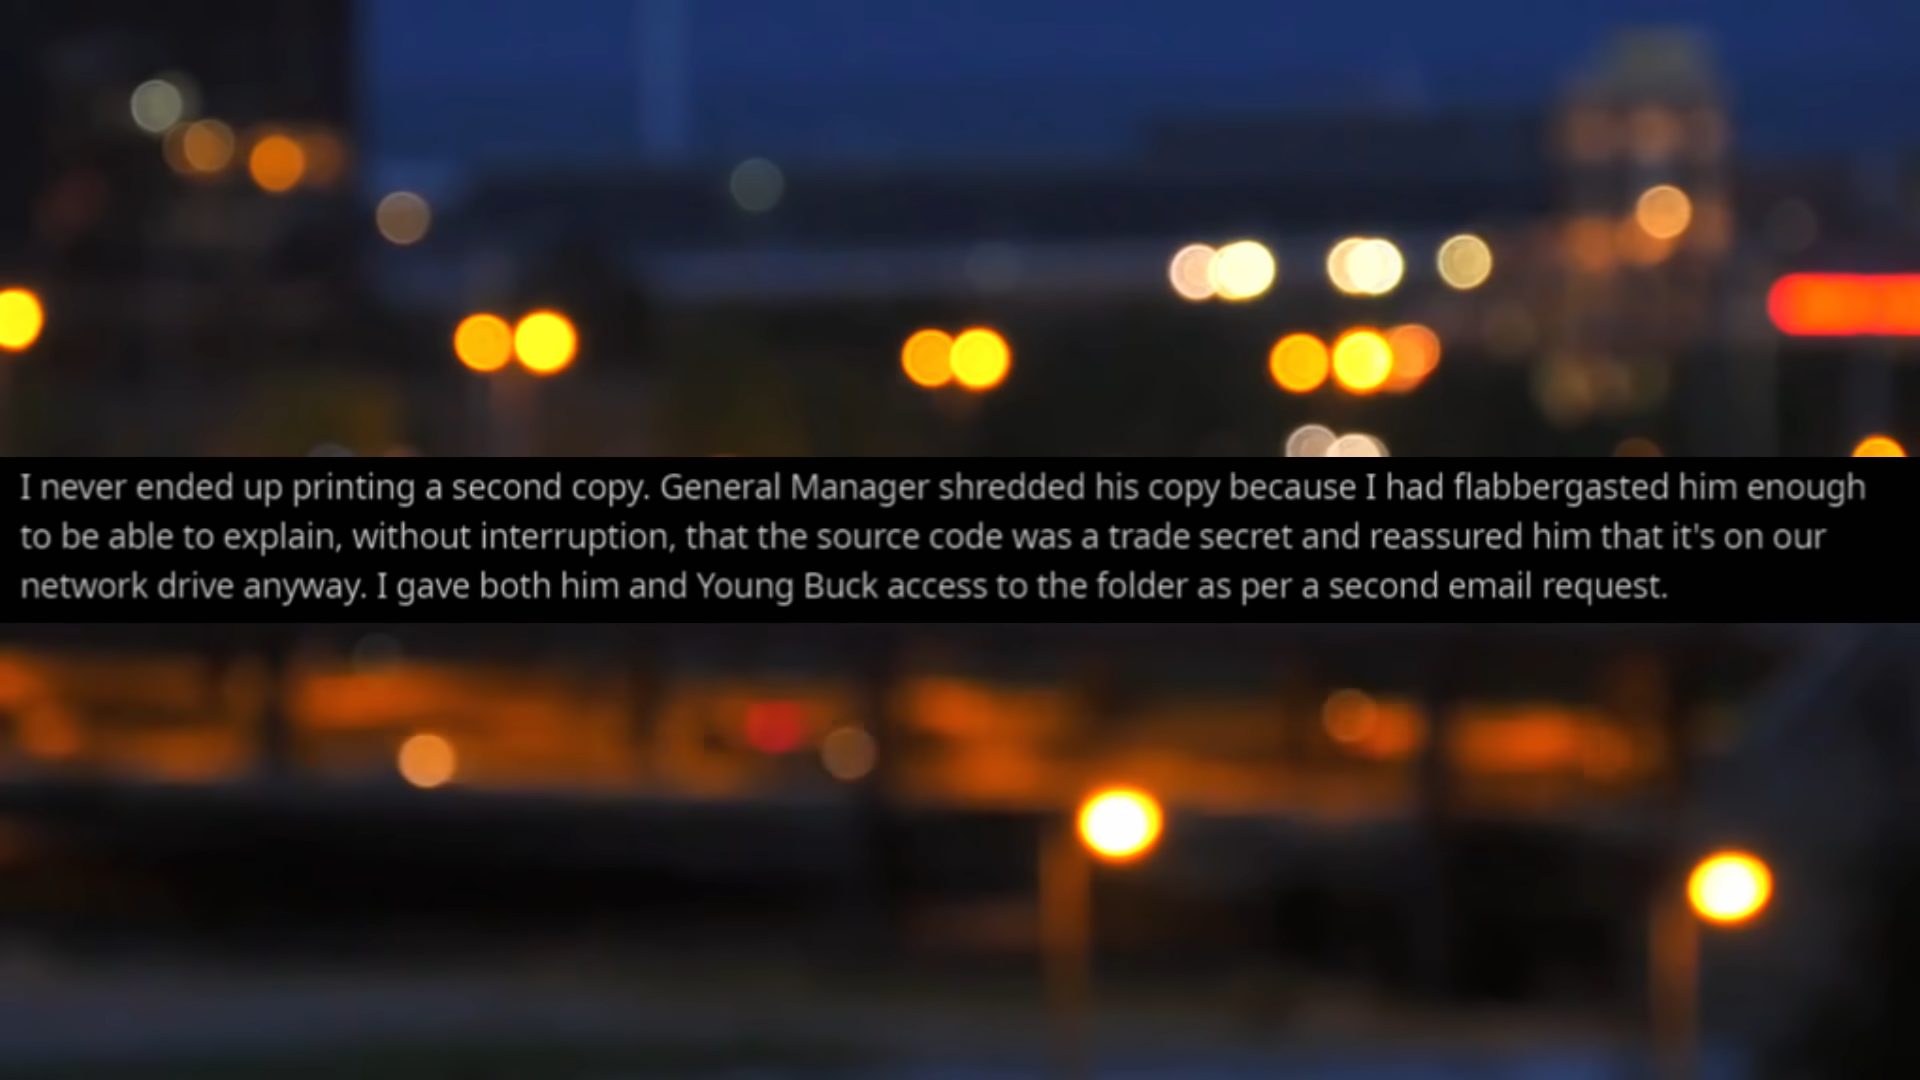 I never ended up printing a second copy. General Manager shredded his copy because I had flabbergasted him enough
to be able to explain, without interruption, that the source code was a trade secret and reassured him that it's on our
network drive anyway. I gave both him and Young Buck access to the folder as per a second email request.